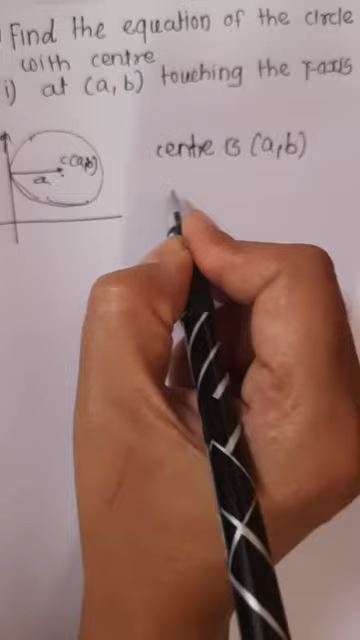 Find the equation of the circle
with centre
i) at (a,b) touching the Y-axis
centre is (a,b)
c(a,b)
a